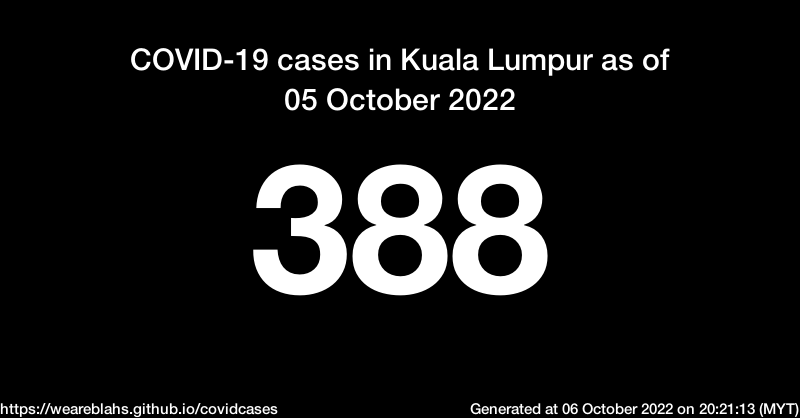 COVID-19 cases in Kuala Lumpur as of
05 October 2022
388
https://weareblahs.github.io/covidcases
Generated at 06 October 2022 on 20:21:13 (MYT)